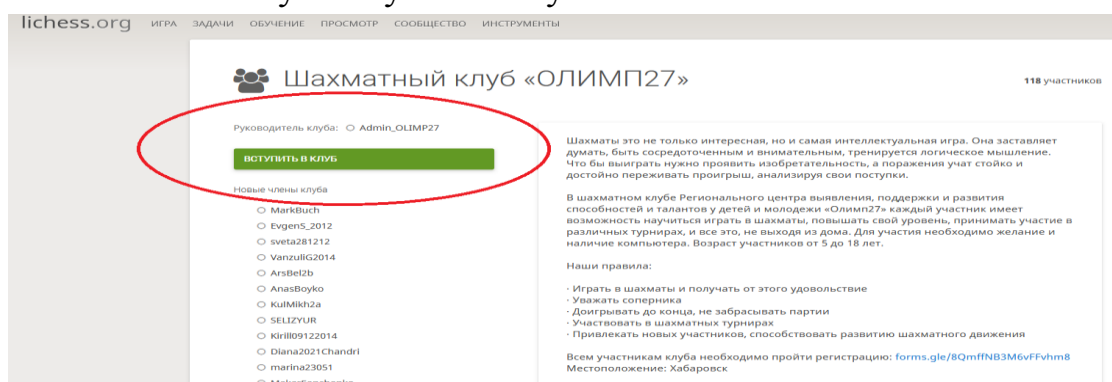 lichess.org ИГРА ЗАДАЧИ ОБУЧЕНИЕ ПРОСМОТР СООБЩЕСТВО ИНСТРУМЕНТЫ
Шахматный клуб «ОЛИМП27»
118 участников
Руководитель клуба: Admin_OLIMP27
ВСТУПИТЬ В КЛУБ
Новые члены клуба
MarkBuch
Evgen5_2012
sveta281212
VanzuliG2014
ArsBel2b
AnasBoyko
KulMikh2a
SELIZYUR
Kirill09122014
Diana2021Chandri
marina23051
Шахматы это не только интересная, но и самая интеллектуальная игра. Она заставляет
думать, быть сосредоточенным и внимательным, тренируется логическое мышление.
Что бы выиграть нужно проявить изобретательность, а поражения учат стойко и
достойно переживать проигрыш, анализируя свои поступки.
В шахматном клубе Регионального центра выявления, поддержки и развития
способностей и талантов у детей и молодежи «Олимп27» каждый участник имеет
возможность научиться играть в шахматы, повышать свой уровень, принимать участие в
различных турнирах, и все это, не выходя из дома. Для участия необходимо желание и
наличие компьютера. Возраст участников от 5 до 18 лет.
Наши правила:
· Играть в шахматы и получать от этого удовольствие
· Уважать соперника
· Доигрывать до конца, не забрасывать партии
· Участвовать в шахматных турнирах
· Привлекать новых участников, способствовать развитию шахматного движения
Всем участникам клуба необходимо пройти регистрацию: forms.gle/8QmffNB3M6vFFvhm8
Местоположение: Хабаровск